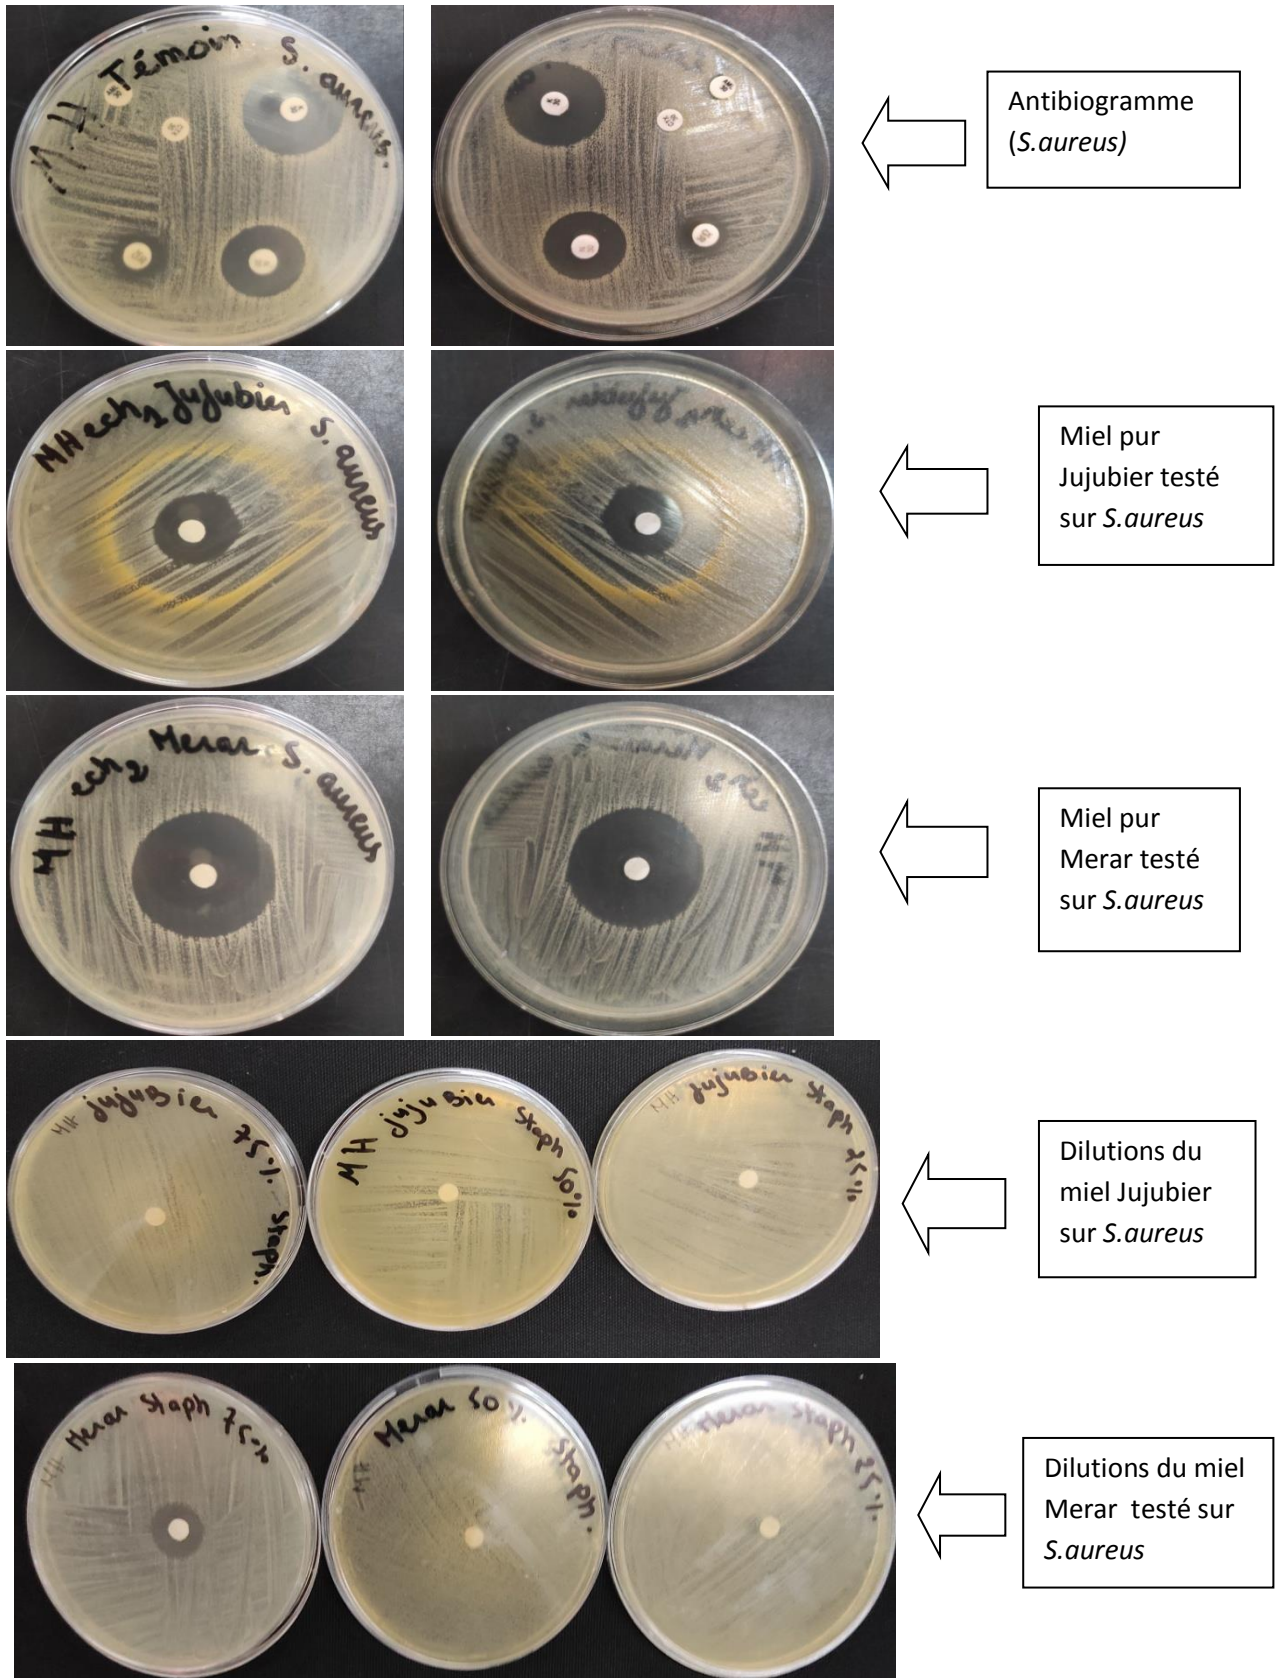 Témoin S. aureus.
A.H
Antibiogramme
(S.aureus)
MH ech1 Jujubier S. aureus
Miel pur
Jujubier testé
sur S.aureus
MH ech2 Merar S. aureus
Miel pur
Merar testé
sur S.aureus
MH jujuBier 75%. Staph.
MH jujuBier Staph 50%
MH jujuBier Staph 25%
Dilutions du
miel Jujubier
sur S.aureus
MH Merar Staph 75%
MH Merar 50% Staph.
MH Merar Staph 25%
Dilutions du miel
Merar testé sur
S.aureus